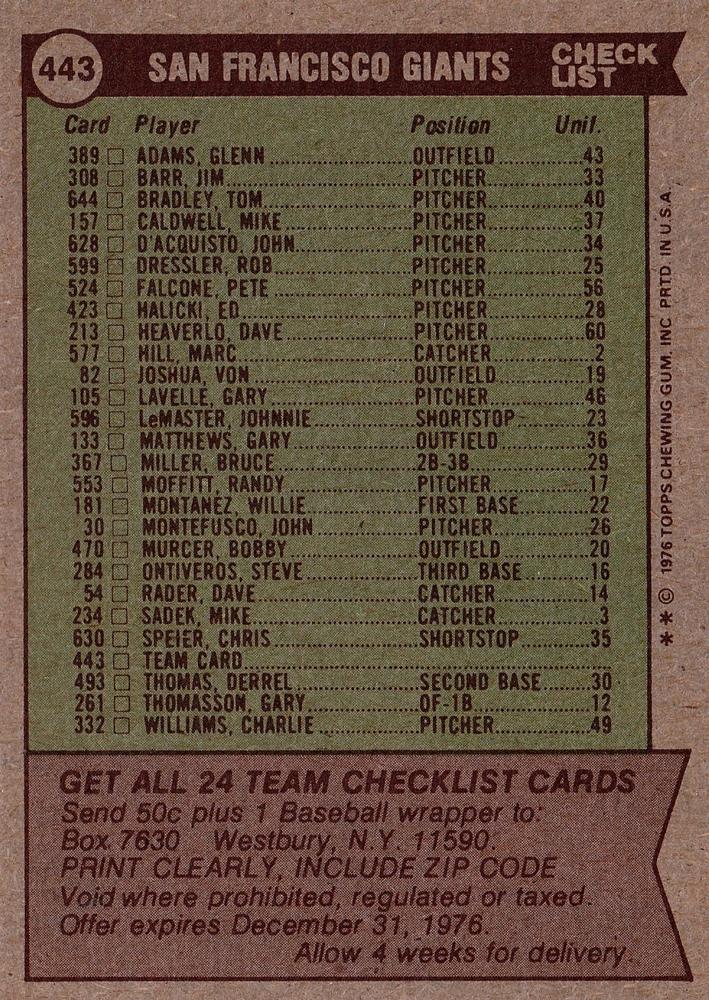 443 SAN FRANCISCO GIANTS CHECK LIST
Card Player Position Unif.
389 ADAMS, GLENN OUTFIELD 43
308 BARR, JIM PITCHER 33
644 BRADLEY, TOM PITCHER 40
157 CALDWELL, MIKE PITCHER 37
628 D'ACQUISTO, JOHN PITCHER 34
599 DRESSLER, ROB PITCHER 25
524 FALCONE, PETE PITCHER 56
423 HALICKI, ED PITCHER 28
213 HEAVERLO, DAVE PITCHER 60
577 HILL, MARC CATCHER 2
82 JOSHUA, VON OUTFIELD 19
105 LAVELLE, GARY PITCHER 46
596 LeMASTER, JOHNNIE SHORTSTOP 23
133 MATTHEWS, GARY OUTFIELD 36
367 MILLER, BRUCE 2B-3B 29
553 MOFFITT, RANDY PITCHER 17
181 MONTANEZ, WILLIE FIRST BASE 22
30 MONTEFUSCO, JOHN PITCHER 26
470 MURCER, BOBBY OUTFIELD 20
284 ONTIVEROS, STEVE THIRD BASE 16
54 RADER, DAVE CATCHER 14
234 SADEK, MIKE CATCHER 3
630 SPEIER, CHRIS SHORTSTOP 35
443 TEAM CARD
493 THOMAS, DERREL SECOND BASE 30
261 THOMASSON, GARY OF-1B 12
332 WILLIAMS, CHARLIE PITCHER 49
** © 1976 TOPPS CHEWING GUM, INC. PRTD. IN U.S.A.
GET ALL 24 TEAM CHECKLIST CARDS
Send 50c plus 1 Baseball wrapper to:
Box 7630 Westbury, N.Y. 11590.
PRINT CLEARLY, INCLUDE ZIP CODE
Void where prohibited, regulated or taxed.
Offer expires December 31, 1976.
Allow 4 weeks for delivery.